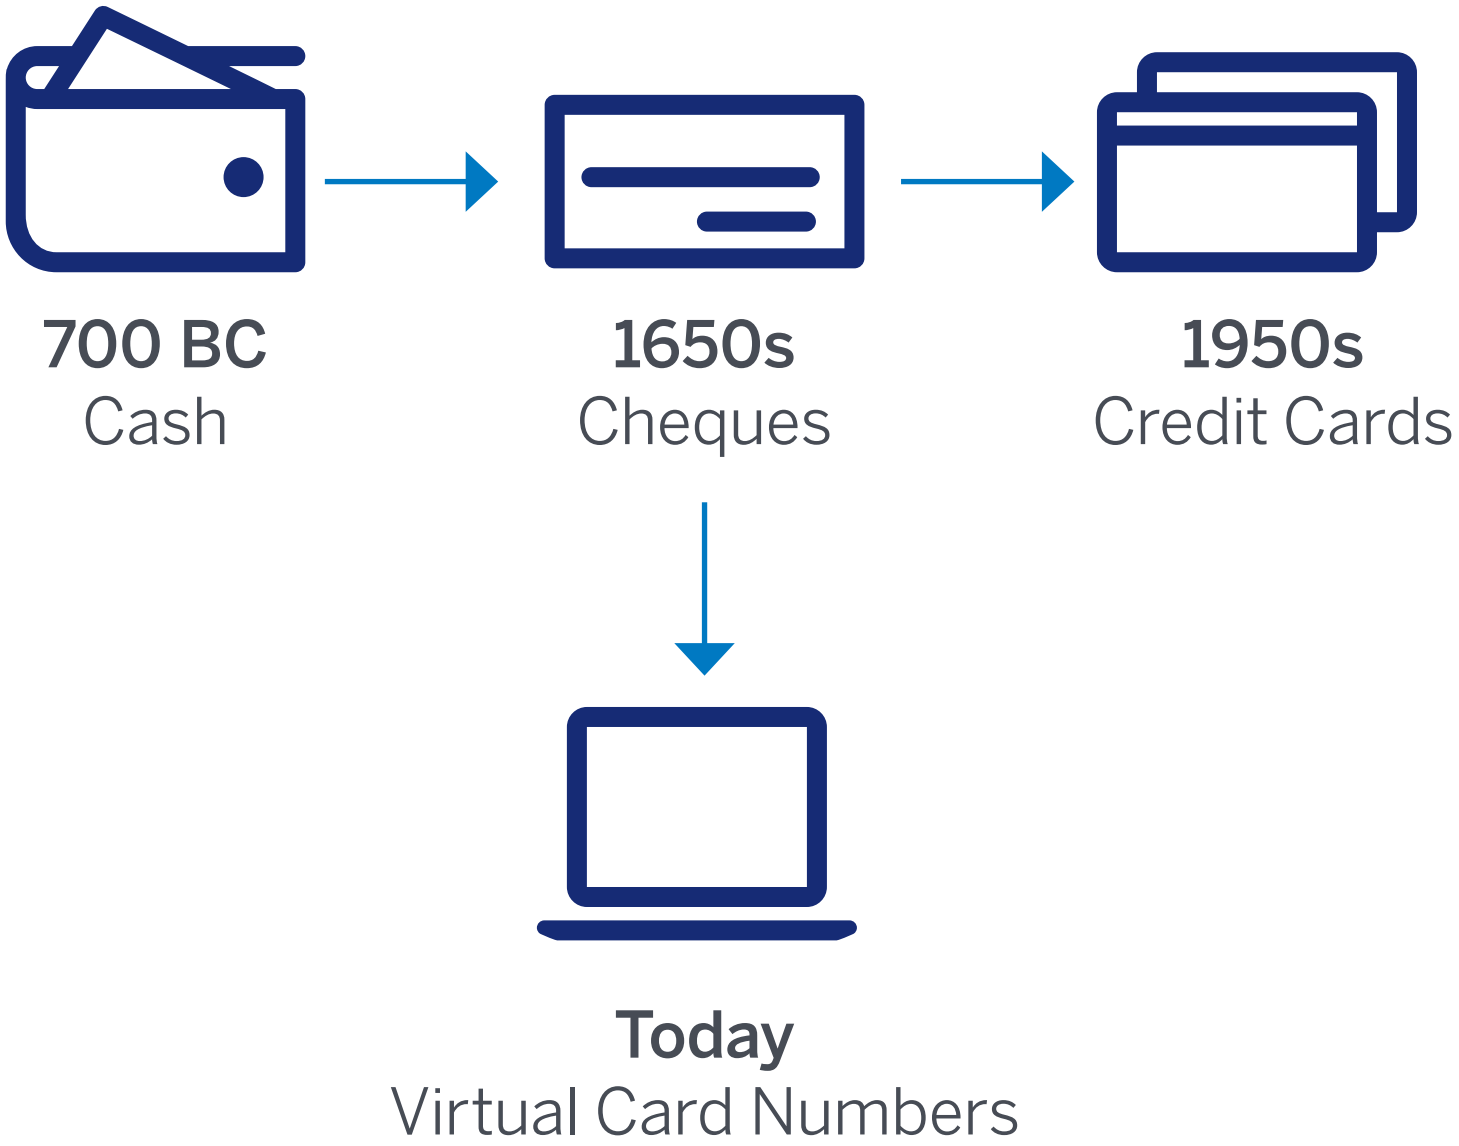 700 BC
Cash
1650s
Cheques
1950s
Credit Cards
Today
Virtual Card Numbers